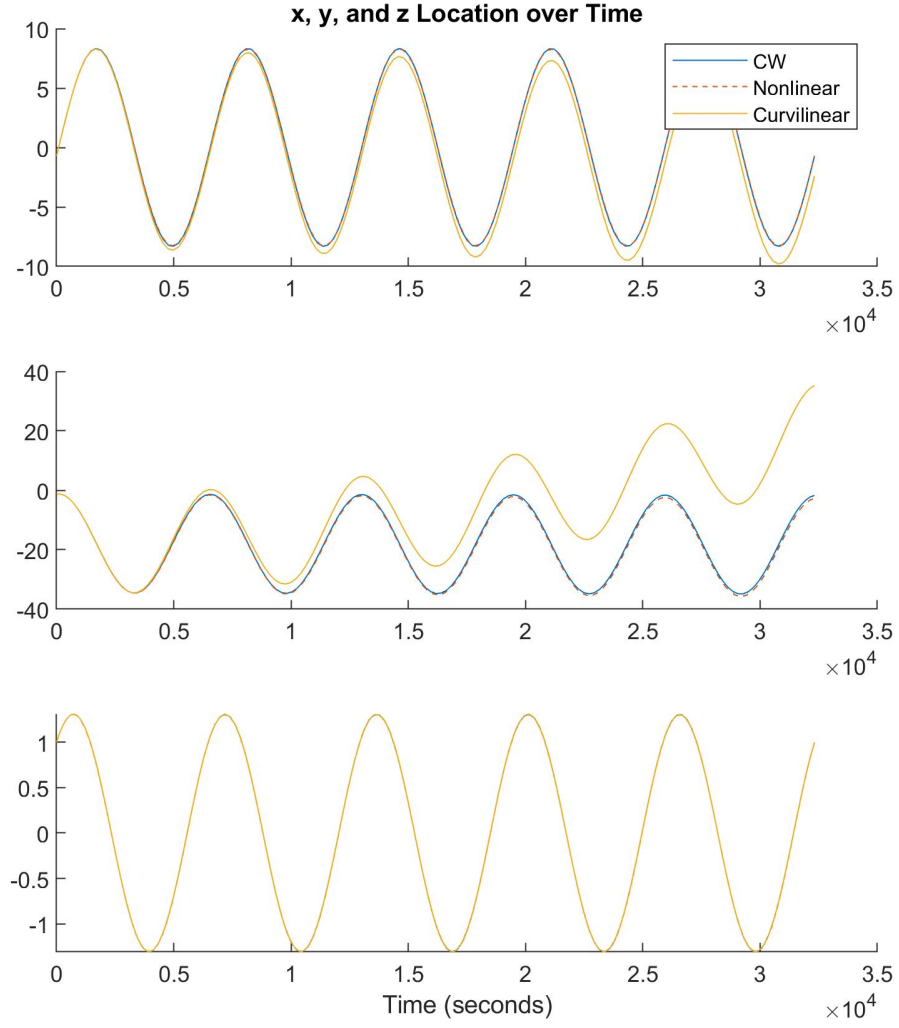 x, y, and z Location over Time
10
CW
Nonlinear
Curvilinear
5
0
-5
-10
0 0.5 1 1.5 2 2.5 3 3.5
×10^4
40
20
0
-20
-40
0 0.5 1 1.5 2 2.5 3 3.5
×10^4
1
0.5
0
-0.5
-1
0 0.5 1 1.5 2 2.5 3 3.5
Time (seconds)
×10^4